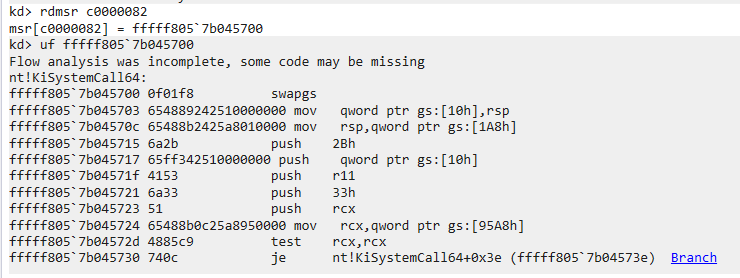 kd> rdmsr c0000082
msr[c0000082] = fffff805`7b045700
kd> uf fffff805`7b045700
Flow analysis was incomplete, some code may be missing
nt!KiSystemCall64:
fffff805`7b045700 0f01f8 swapgs
fffff805`7b045703 654889242510000000 mov qword ptr gs:[10h],rsp
fffff805`7b04570c 65488b2425a8010000 mov rsp,qword ptr gs:[1A8h]
fffff805`7b045715 6a2b push 2Bh
fffff805`7b045717 65ff342510000000 push qword ptr gs:[10h]
fffff805`7b04571f 4153 push r11
fffff805`7b045721 6a33 push 33h
fffff805`7b045723 51 push rcx
fffff805`7b045724 65488b0c25a8950000 mov rcx,qword ptr gs:[95A8h]
fffff805`7b04572d 4885c9 test rcx,rcx
fffff805`7b045730 740c je nt!KiSystemCall64+0x3e (fffff805`7b04573e) Branch